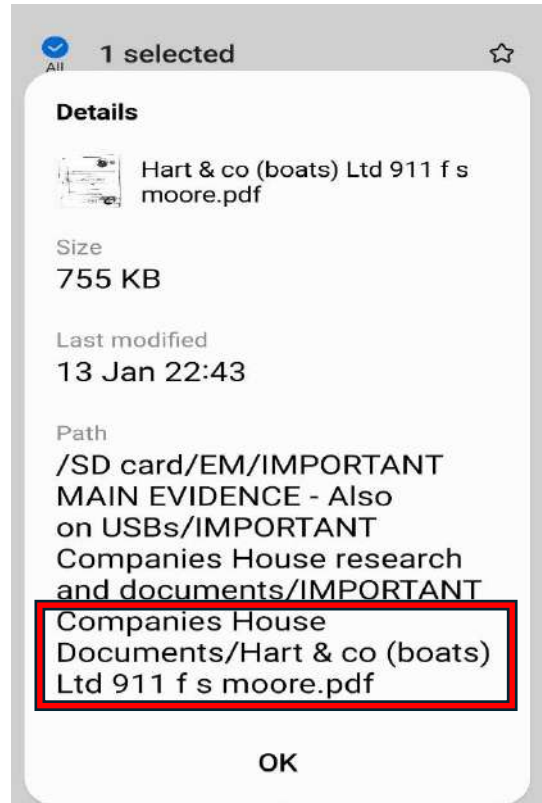 1 selected
All
Details
Hart & co (boats) Ltd 911 f s
moore.pdf
Size
755 KB
Last modified
13 Jan 22:43
Path
/SD card/EM/IMPORTANT
MAIN EVIDENCE - Also
on USBs/IMPORTANT
Companies House research
and documents/IMPORTANT
Companies House
Documents/Hart & co (boats)
Ltd 911 f s moore.pdf
OK